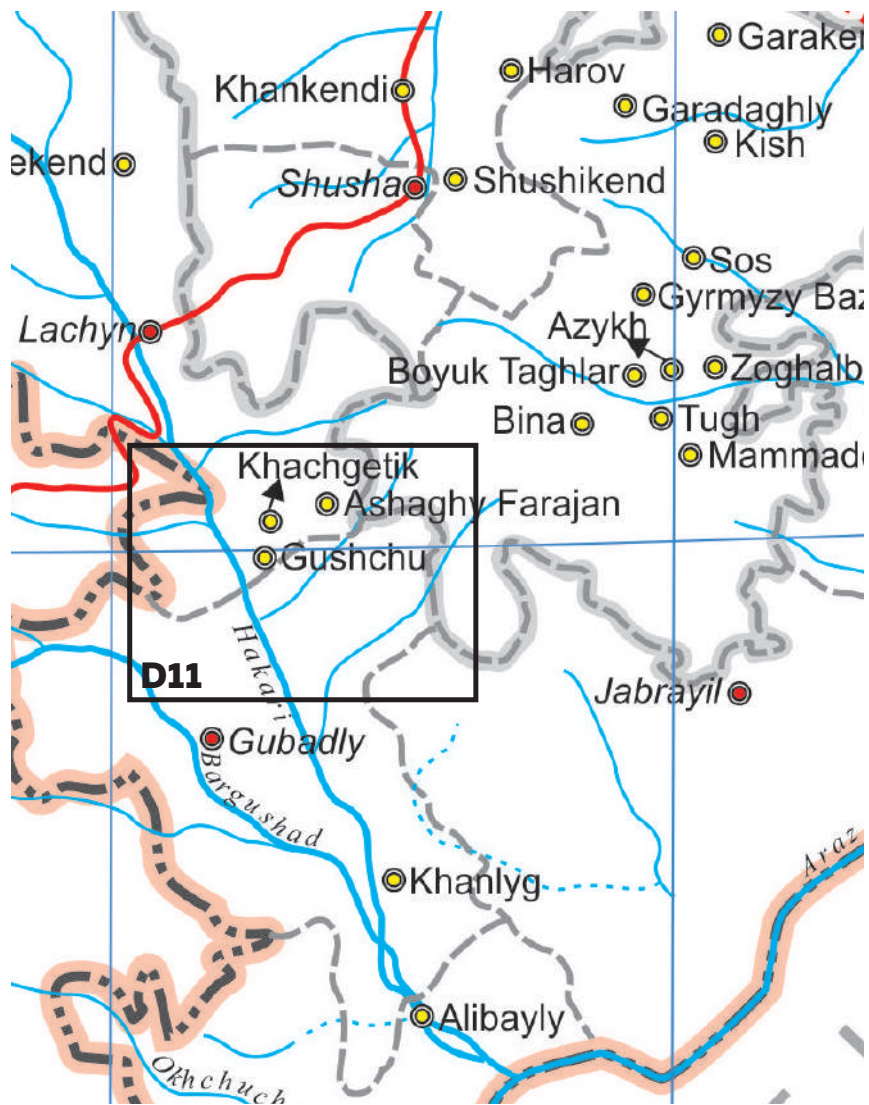 Garaker
Harov
Khankendi
Garadaghly
Kish
ekend
Shusha
Shushikend
Sos
Gyrmyzy Baz
Azykh
Lachyn
Boyuk Taghlar
Zoghalb
Bina
Tugh
Mammad
Khachgetik
Ashaghy Farajan
Gushchu
Hakari
D11
Jabrayil
Gubadly
Bargushad
Araz
Khanlyg
Alibayly
Okhchuch